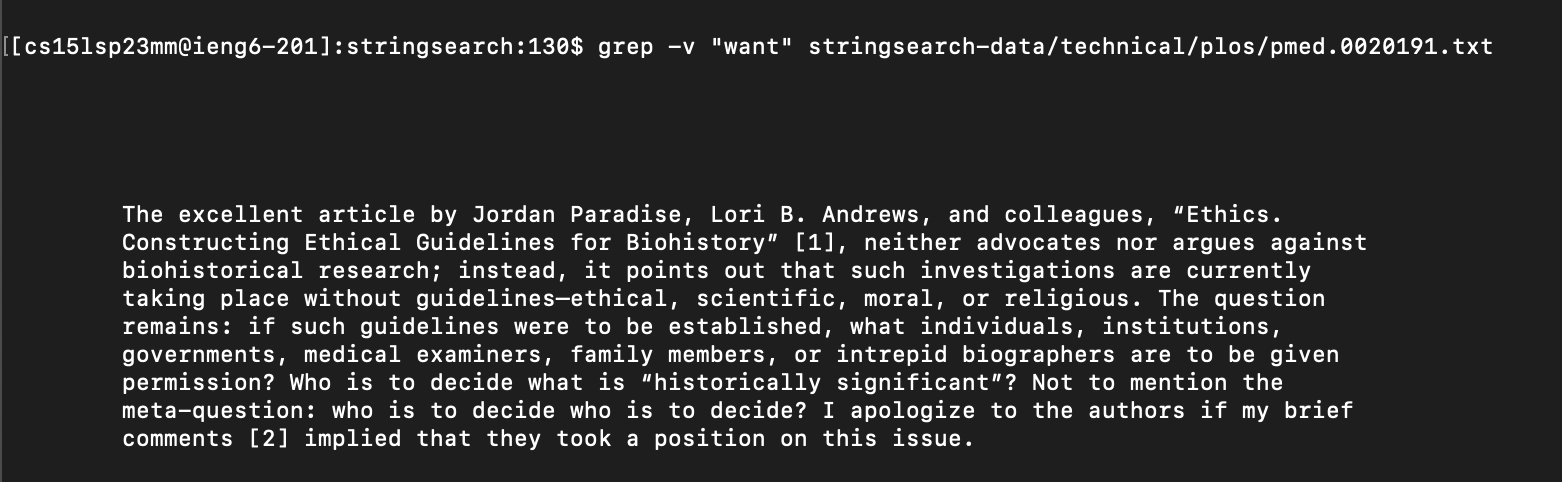 [[cs15lsp23mm@ieng6-201]:stringsearch:130$ grep -v "want" stringsearch-data/technical/plos/pmed.0020191.txt
The excellent article by Jordan Paradise, Lori B. Andrews, and colleagues, “Ethics.
Constructing Ethical Guidelines for Biohistory” [1], neither advocates nor argues against
biohistorical research; instead, it points out that such investigations are currently
taking place without guidelines—ethical, scientific, moral, or religious. The question
remains: if such guidelines were to be established, what individuals, institutions,
governments, medical examiners, family members, or intrepid biographers are to be given
permission? Who is to decide what is “historically significant”? Not to mention the
meta-question: who is to decide who is to decide? I apologize to the authors if my brief
comments [2] implied that they took a position on this issue.